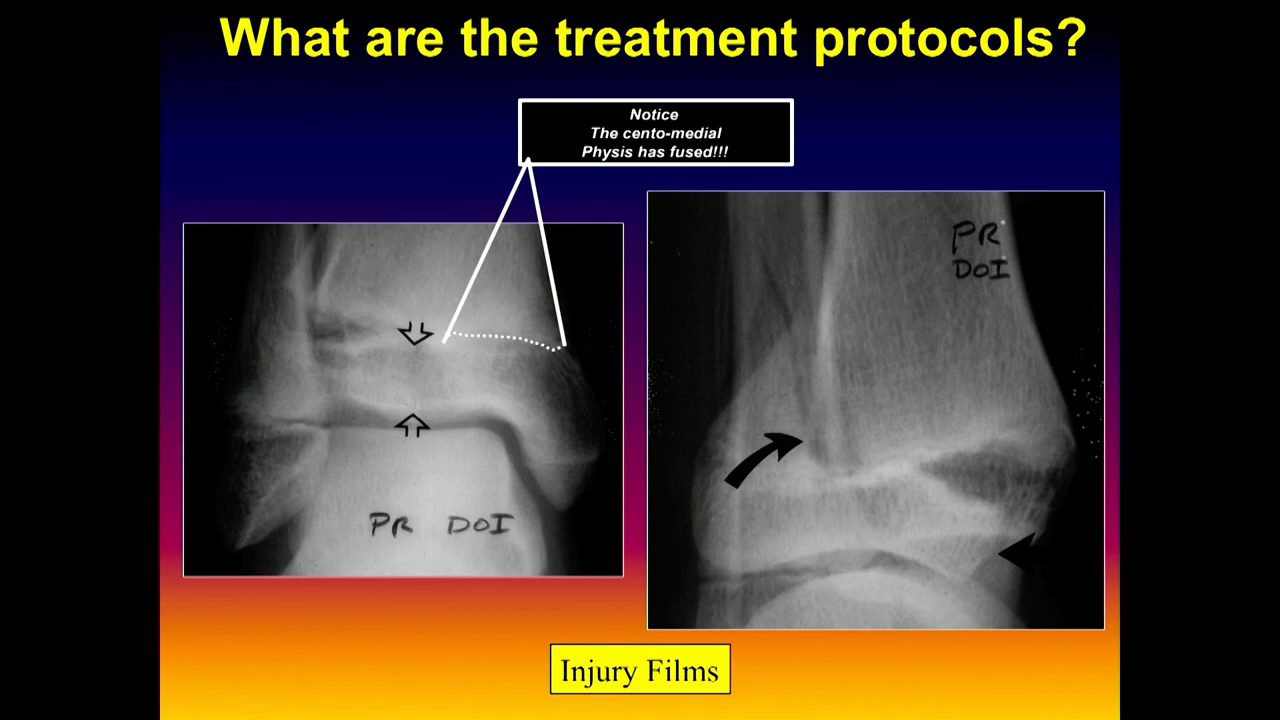 What are the treatment protocols?
Notice
The cento-medial
Physis has fused!!!
PR DOI
PR
DOI
Injury Films